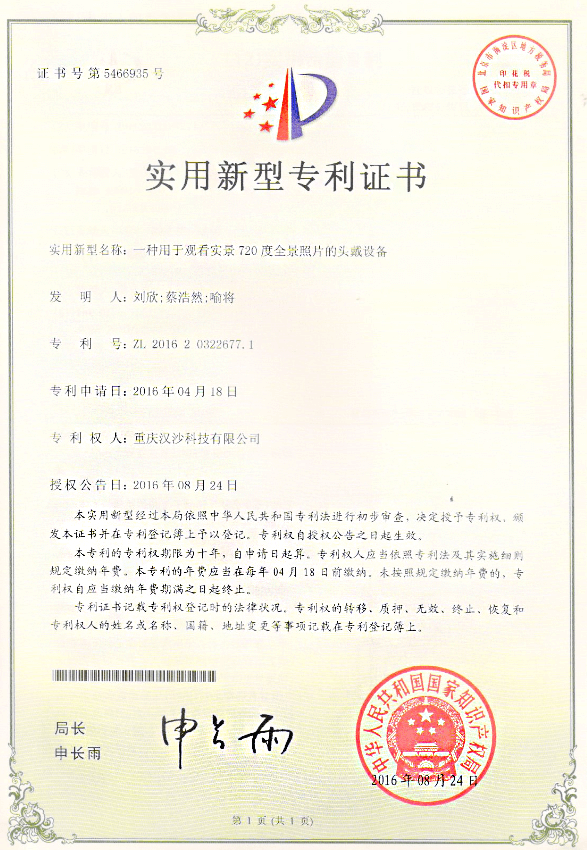 证书号第5466935号
北京市海淀区地方税务局
印花税
代扣专用章
国家知识产权局
实用新型专利证书
实用新型名称：一种用于观看实景720度全景照片的头戴设备
发 明 人：刘欣;蔡浩然;喻将
专 利 号：ZL 2016 2 0322677.1
专利申请日：2016年04月18日
专 利 权 人：重庆汉沙科技有限公司
授权公告日：2016年08月24日
本实用新型经过本局依照中华人民共和国专利法进行初步审查，决定授予专利权，颁
发本证书并在专利登记簿上予以登记。专利权自授权公告之日起生效。
本专利的专利权期限为十年，自申请日起算。专利权人应当依照专利法及其实施细则
规定缴纳年费。本专利的年费应当在每年04月18日前缴纳。未按照规定缴纳年费的，专
利权自应当缴纳年费期满之日起终止。
专利证书记载专利权登记时的法律状况。专利权的转移、质押、无效、终止、恢复和
专利权人的姓名或名称、国籍、地址变更等事项记载在专利登记簿上。
局长
申长雨
申长雨
中华人民共和国国家知识产权局
2016年08月24日
第1页(共1页)